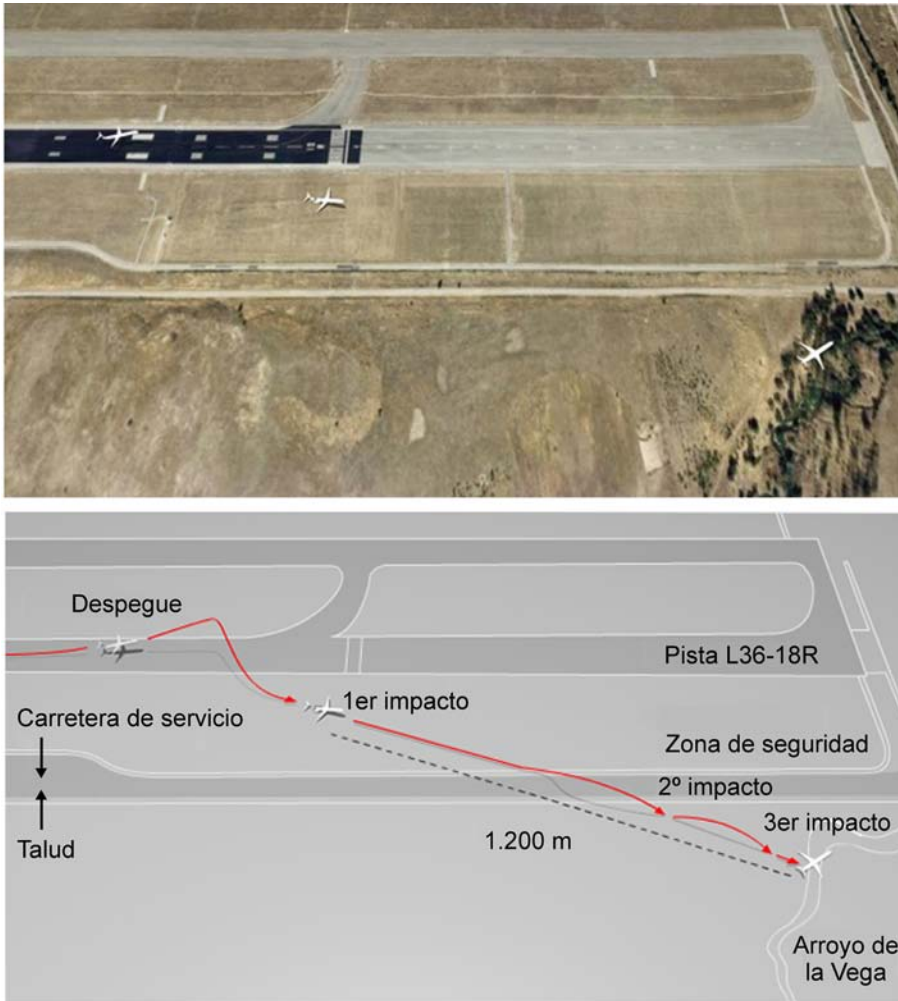 Despegue
Pista L36-18R
1er impacto
Carretera de servicio
Zona de seguridad
2º impacto
3er impacto
1.200 m
Talud
Arroyo de
la Vega